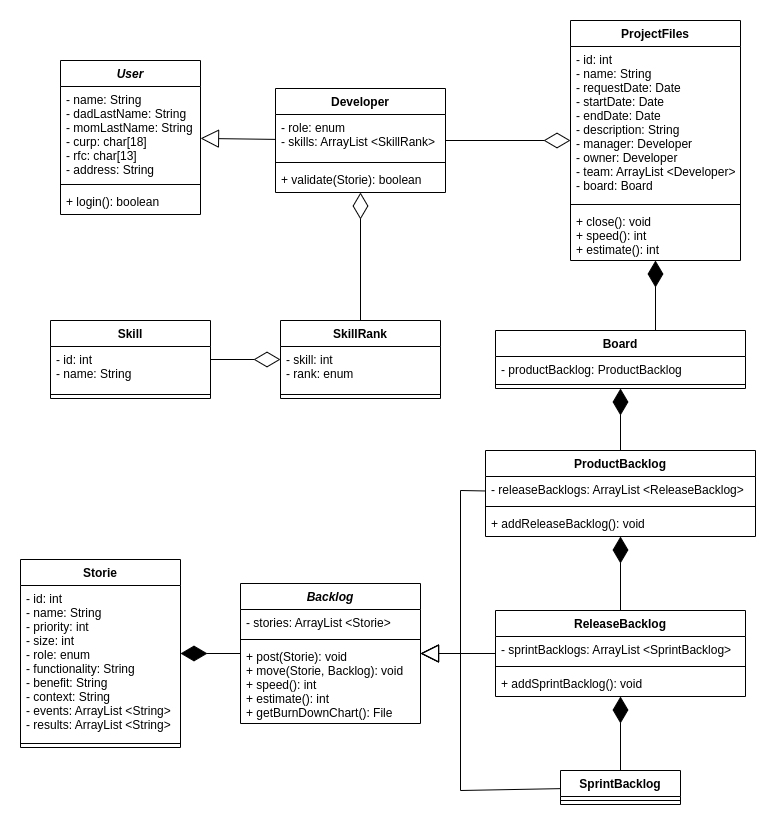 ProjectFiles
- id: int
- name: String
- requestDate: Date
- startDate: Date
- endDate: Date
- description: String
- manager: Developer
- owner: Developer
- team: ArrayList <Developer>
- board: Board
+ close(): void
+ speed(): int
+ estimate(): int
User
- name: String
- dadLastName: String
- momLastName: String
- curp: char[18]
- rfc: char[13]
- address: String
+ login(): boolean
Developer
- role: enum
- skills: ArrayList <SkillRank>
+ validate(Storie): boolean
Skill
- id: int
- name: String
SkillRank
- skill: int
- rank: enum
Board
- productBacklog: ProductBacklog
ProductBacklog
- releaseBacklogs: ArrayList <ReleaseBacklog>
+ addReleaseBacklog(): void
Storie
- id: int
- name: String
- priority: int
- size: int
- role: enum
- functionality: String
- benefit: String
- context: String
- events: ArrayList <String>
- results: ArrayList <String>
Backlog
- stories: ArrayList <Storie>
+ post(Storie): void
+ move(Storie, Backlog): void
+ speed(): int
+ estimate(): int
+ getBurnDownChart(): File
ReleaseBacklog
- sprintBacklogs: ArrayList <SprintBacklog>
+ addSprintBacklog(): void
SprintBacklog